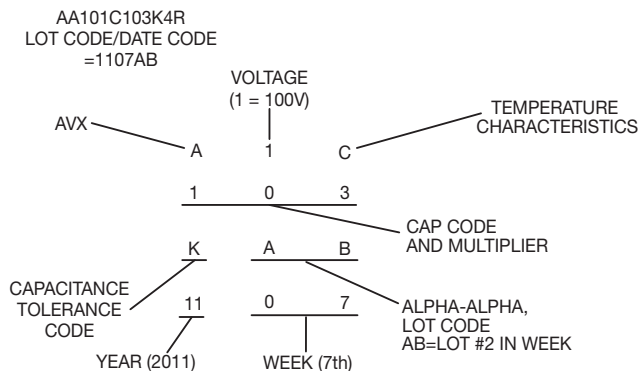 AA101C103K4R
LOT CODE/DATE CODE
=1107AB
VOLTAGE
(1 = 100V)
TEMPERATURE
CHARACTERISTICS
AVX
A 1 C
1 0 3
CAP CODE
AND MULTIPLIER
K A B
CAPACITANCE
TOLERANCE
CODE
11 0 7
ALPHA-ALPHA,
LOT CODE
AB=LOT #2 IN WEEK
YEAR (2011) WEEK (7th)